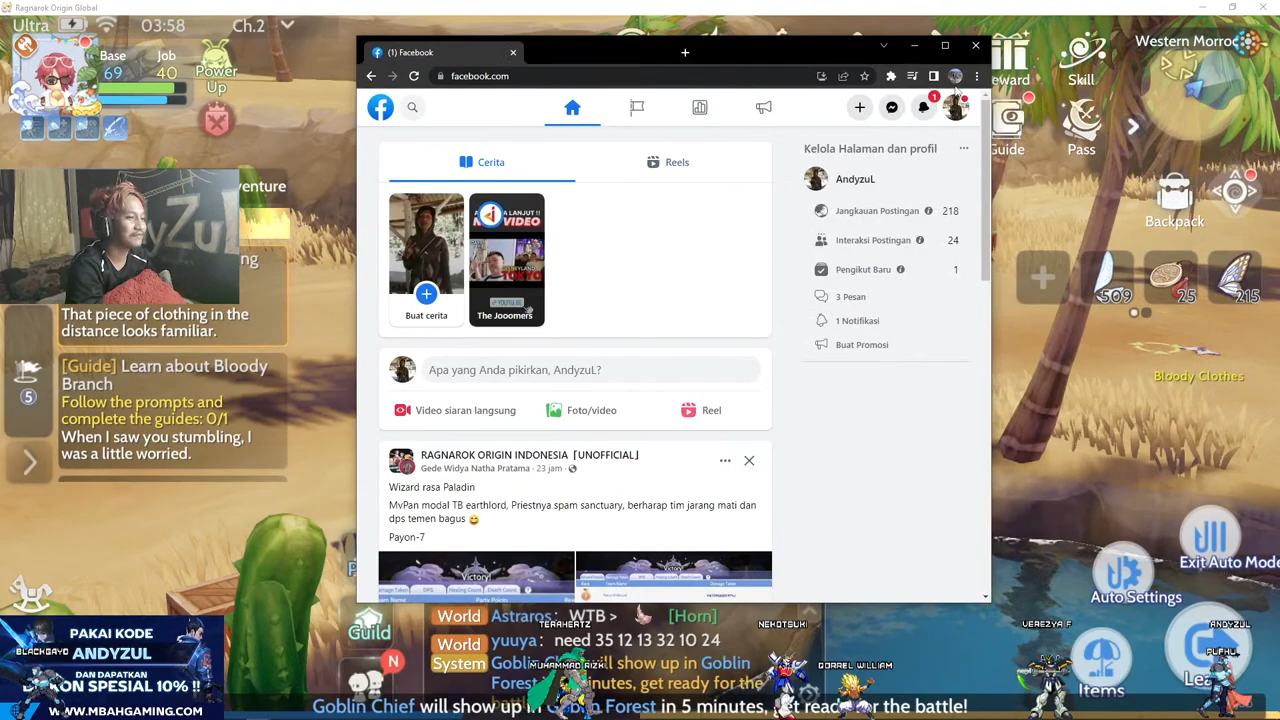 Ragnarok Origin Global
Ultra
03:58
Ch.2
Base
69
Job
40
Power
Up
Western Morroc
Reward
Skill
Guide
Pass
Backpack
509
25
215
Bloody Clothes
That piece of clothing in the
distance looks familiar.
[Guide] Learn about Bloody
Branch
Follow the prompts and
complete the guides: 0/1
When I saw you stumbling, I
was a little worried.
5
(1) Facebook
facebook.com
1
Cerita
Reels
Buat cerita
The Jooomers
Kelola Halaman dan profil
AndyzuL
Jangkauan Postingan 218
Interaksi Postingan 24
Pengikut Baru 1
3 Pesan
1 Notifikasi
Buat Promosi
Apa yang Anda pikirkan, AndyzuL?
Video siaran langsung
Foto/video
Reel
RAGNAROK ORIGIN INDONESIA「UNOFFICIAL」
Gede Widya Natha Pratama · 23 jam ·
Wizard rasa Paladin
MvPan modal TB earthlord, Priestnya spam sanctuary, berharap tim jarang mati dan
dps temen bagus 😄
Payon-7
Victory!
Victory!
Exit Auto Mode
Auto Settings
Items
Guild
N
World Astraros: WTB > [Horn]
World yuuya: need 35 12 13 32 10 24
PAKAI KODE
ANDYZUL
DAN DAPATKAN
WWW.MBAHGAMING.COM
TERAHERTZ
NEKOTSUKI
DORREL WILLIAM
VEREZYA F
ANDYZUL
Goblin Chief will show up in Goblin Forest in 5 minutes, get ready for the battle!